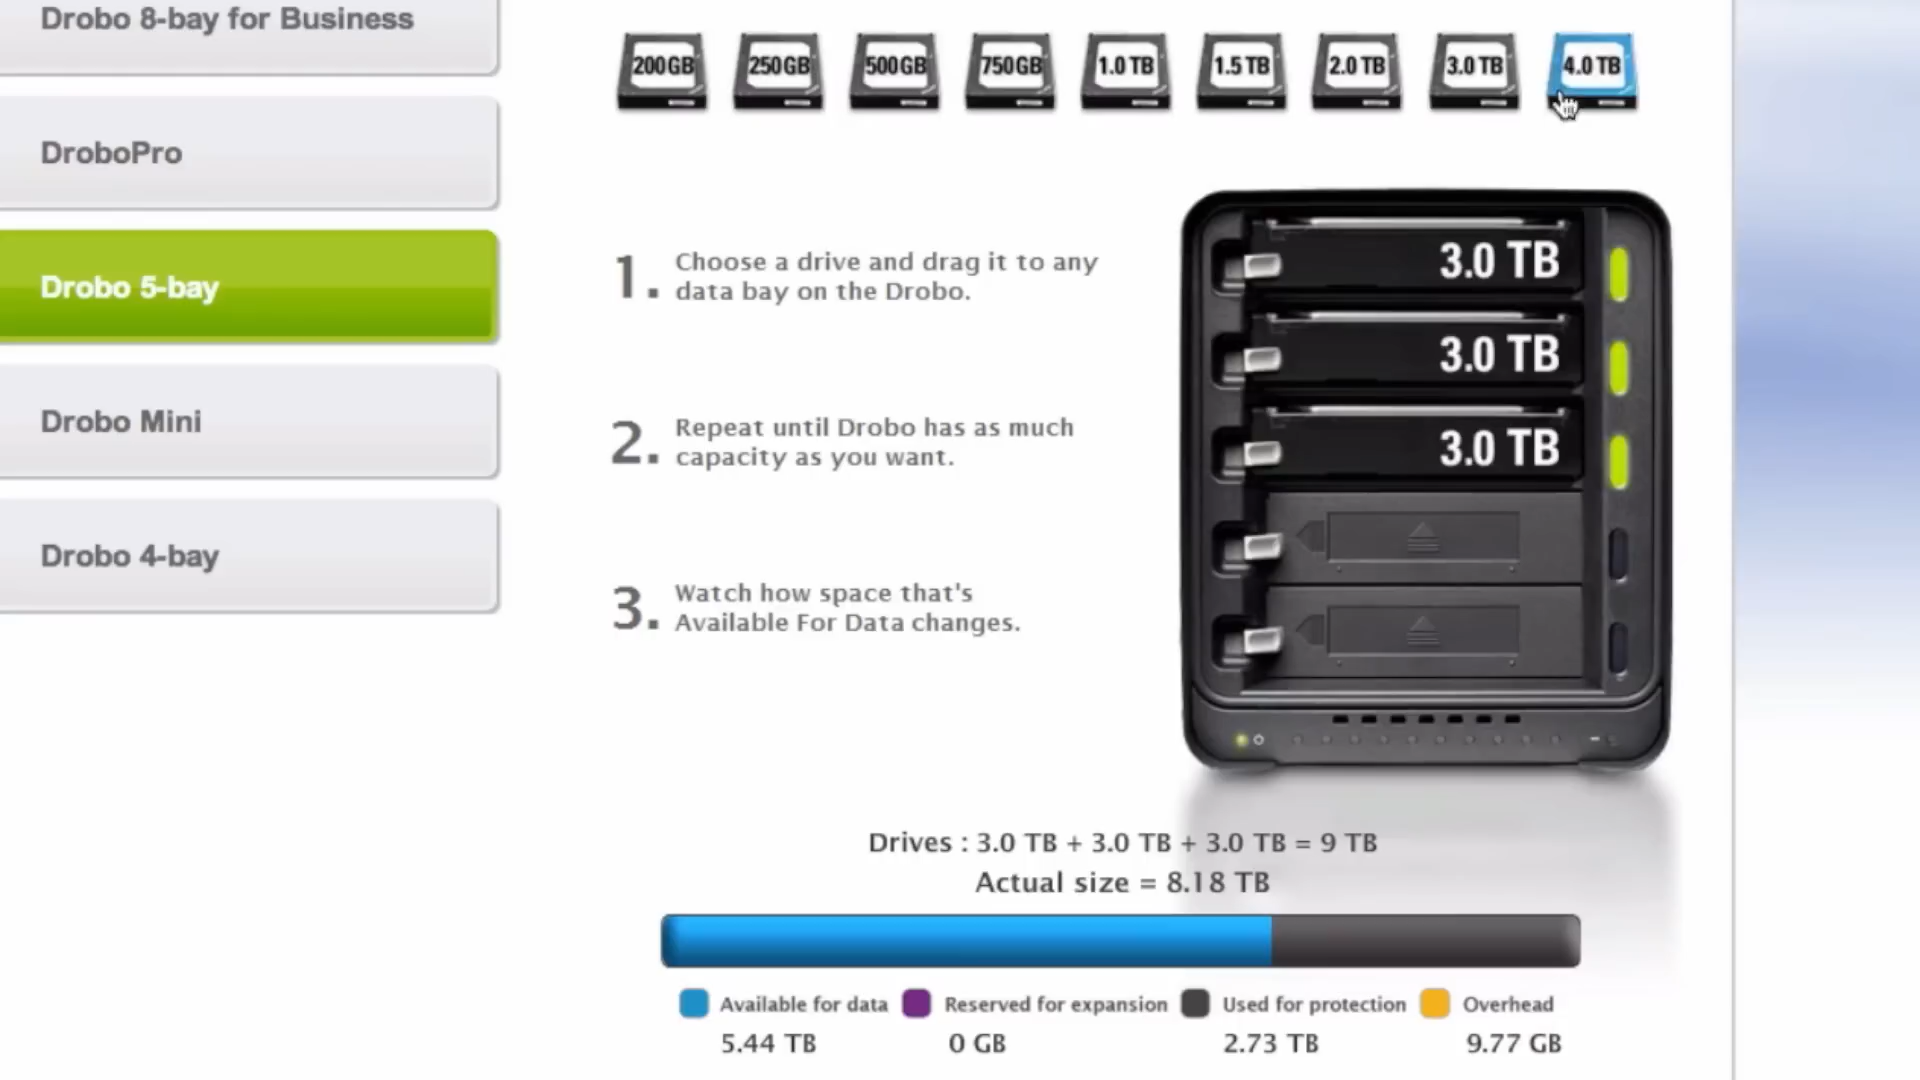 Drobo 8-bay for Business
DroboPro
Drobo 5-bay
Drobo Mini
Drobo 4-bay
200GB 250GB 500GB 750GB 1.0 TB 1.5 TB 2.0 TB 3.0 TB 4.0 TB
1. Choose a drive and drag it to any
data bay on the Drobo.
2. Repeat until Drobo has as much
capacity as you want.
3. Watch how space that's
Available For Data changes.
3.0 TB
3.0 TB
3.0 TB
Drives : 3.0 TB + 3.0 TB + 3.0 TB = 9 TB
Actual size = 8.18 TB
Available for data Reserved for expansion Used for protection Overhead
5.44 TB 0 GB 2.73 TB 9.77 GB